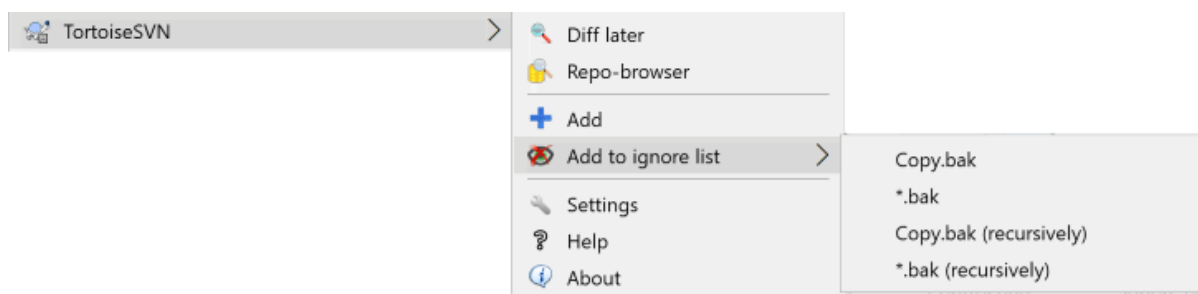 TortoiseSVN
Diff later
Repo-browser
Add
Add to ignore list
Copy.bak
*.bak
Copy.bak (recursively)
*.bak (recursively)
Settings
Help
About